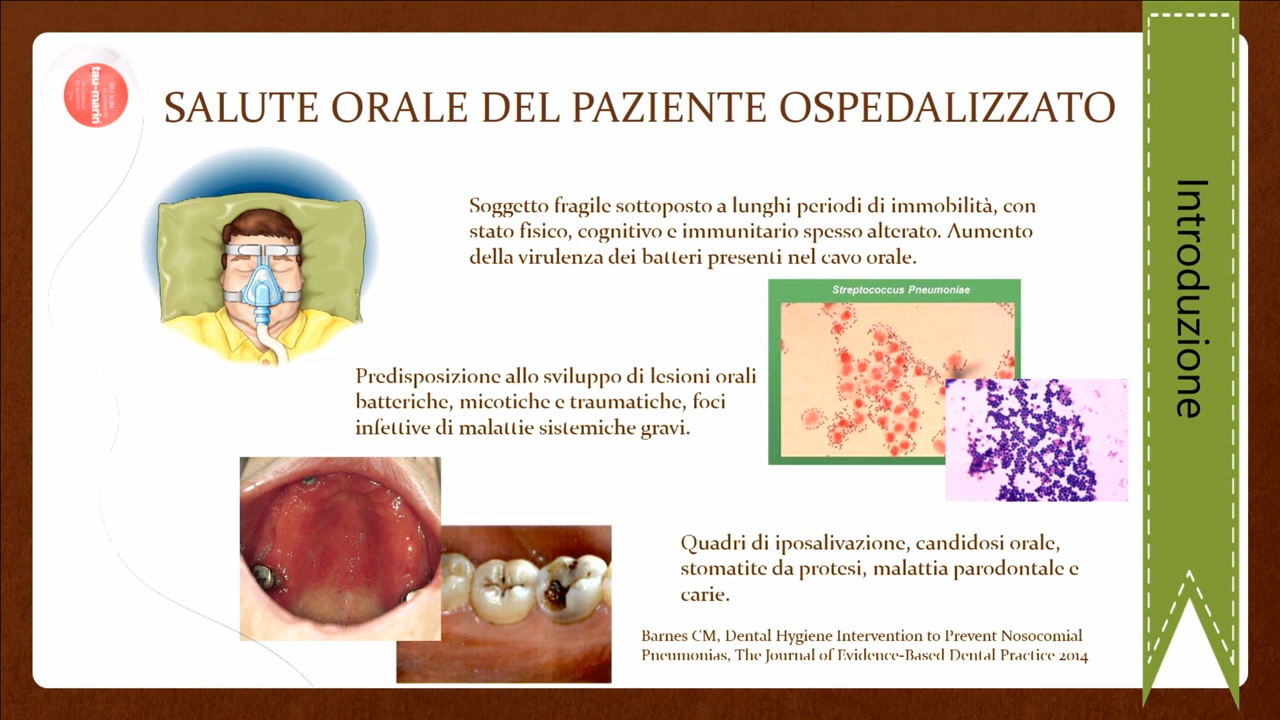 tau-marin
SALUTE ORALE DEL PAZIENTE OSPEDALIZZATO
Introduzione
Soggetto fragile sottoposto a lunghi periodi di immobilità, con
stato fisico, cognitivo e immunitario spesso alterato. Aumento
della virulenza dei batteri presenti nel cavo orale.
Streptococcus Pneumoniae
Predisposizione allo sviluppo di lesioni orali
batteriche, micotiche e traumatiche, foci
infettive di malattie sistemiche gravi.
Quadri di iposalivazione, candidosi orale,
stomatite da protesi, malattia parodontale e
carie.
Barnes CM, Dental Hygiene Intervention to Prevent Nosocomial
Pneumonias, The Journal of Evidence-Based Dental Practice 2014